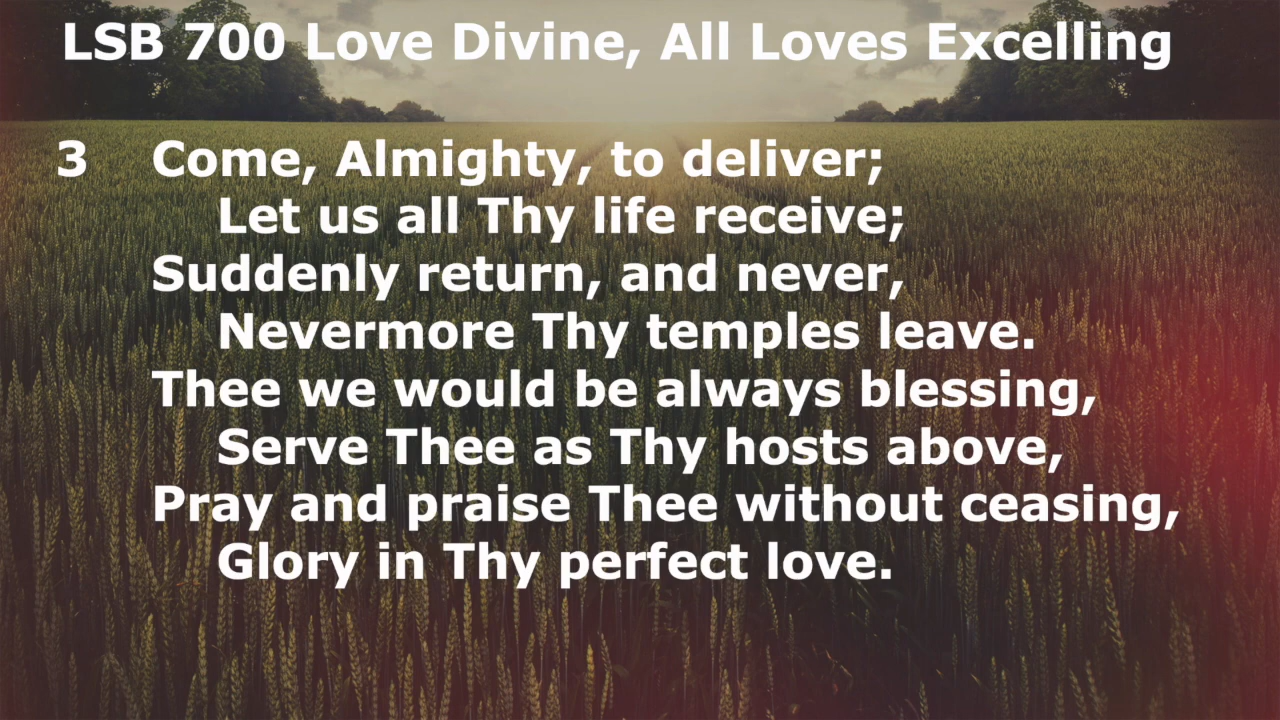 LSB 700 Love Divine, All Loves Excelling
3 Come, Almighty, to deliver;
Let us all Thy life receive;
Suddenly return, and never,
Nevermore Thy temples leave.
Thee we would be always blessing,
Serve Thee as Thy hosts above,
Pray and praise Thee without ceasing,
Glory in Thy perfect love.